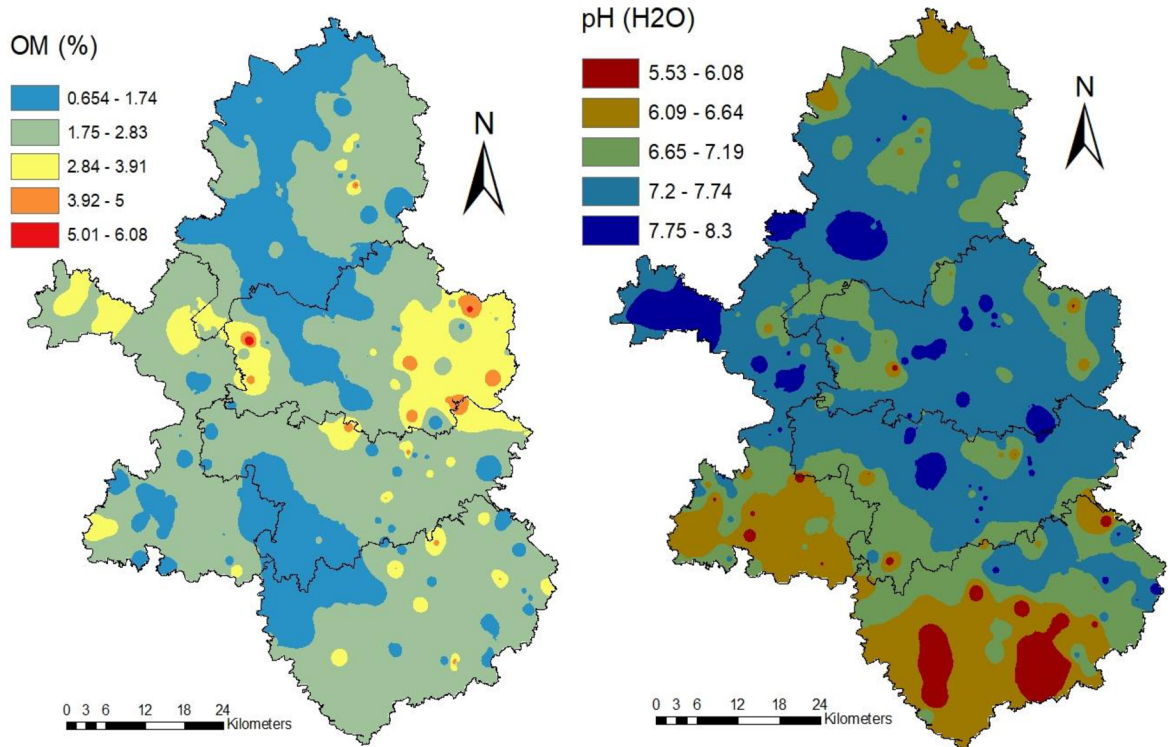 OM (%)
0.654 - 1.74
1.75 - 2.83
2.84 - 3.91
3.92 - 5
5.01 - 6.08
N
0 3 6 12 18 24
Kilometers
pH (H2O)
5.53 - 6.08
6.09 - 6.64
6.65 - 7.19
7.2 - 7.74
7.75 - 8.3
N
0 3 6 12 18 24
Kilometers